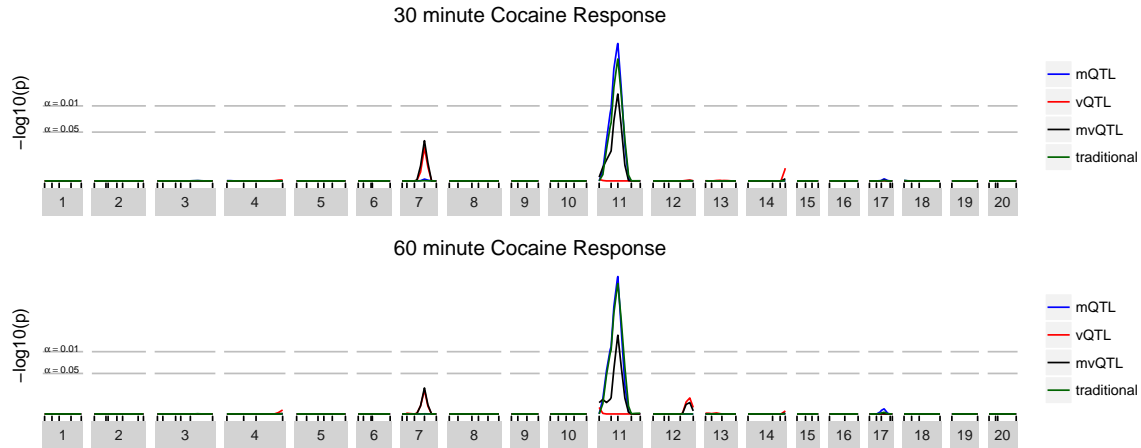 30 minute Cocaine Response
−log10(p)
α = 0.01
α = 0.05
1 2 3 4 5 6 7 8 9 10 11 12 13 14 15 16 17 18 19 20
mQTL
vQTL
mvQTL
traditional
60 minute Cocaine Response
−log10(p)
α = 0.01
α = 0.05
1 2 3 4 5 6 7 8 9 10 11 12 13 14 15 16 17 18 19 20
mQTL
vQTL
mvQTL
traditional